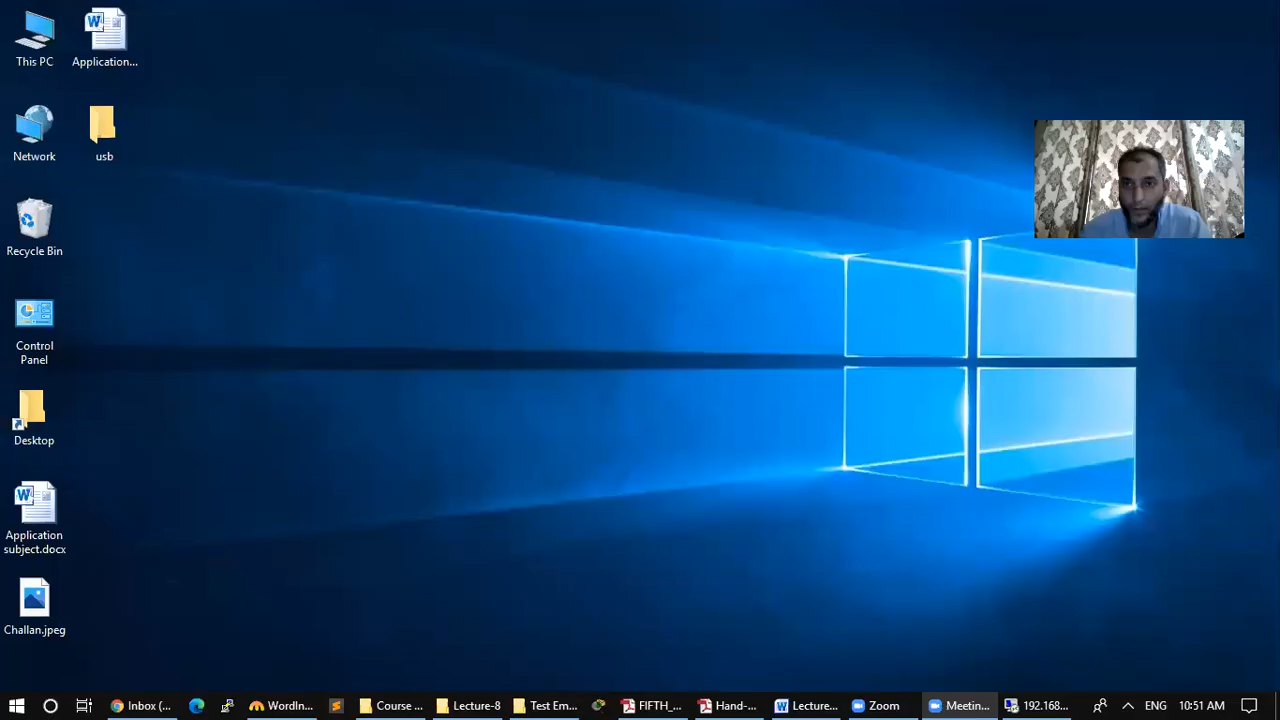 This PC
Application...
Network
usb
Recycle Bin
Control
Panel
Desktop
Application
subject.docx
Challan.jpeg
Inbox (...
WordIn...
Course ...
Lecture-8
Test Em...
FIFTH_...
Hand-...
Lecture...
Zoom
Meetin...
192.168...
ENG
10:51 AM